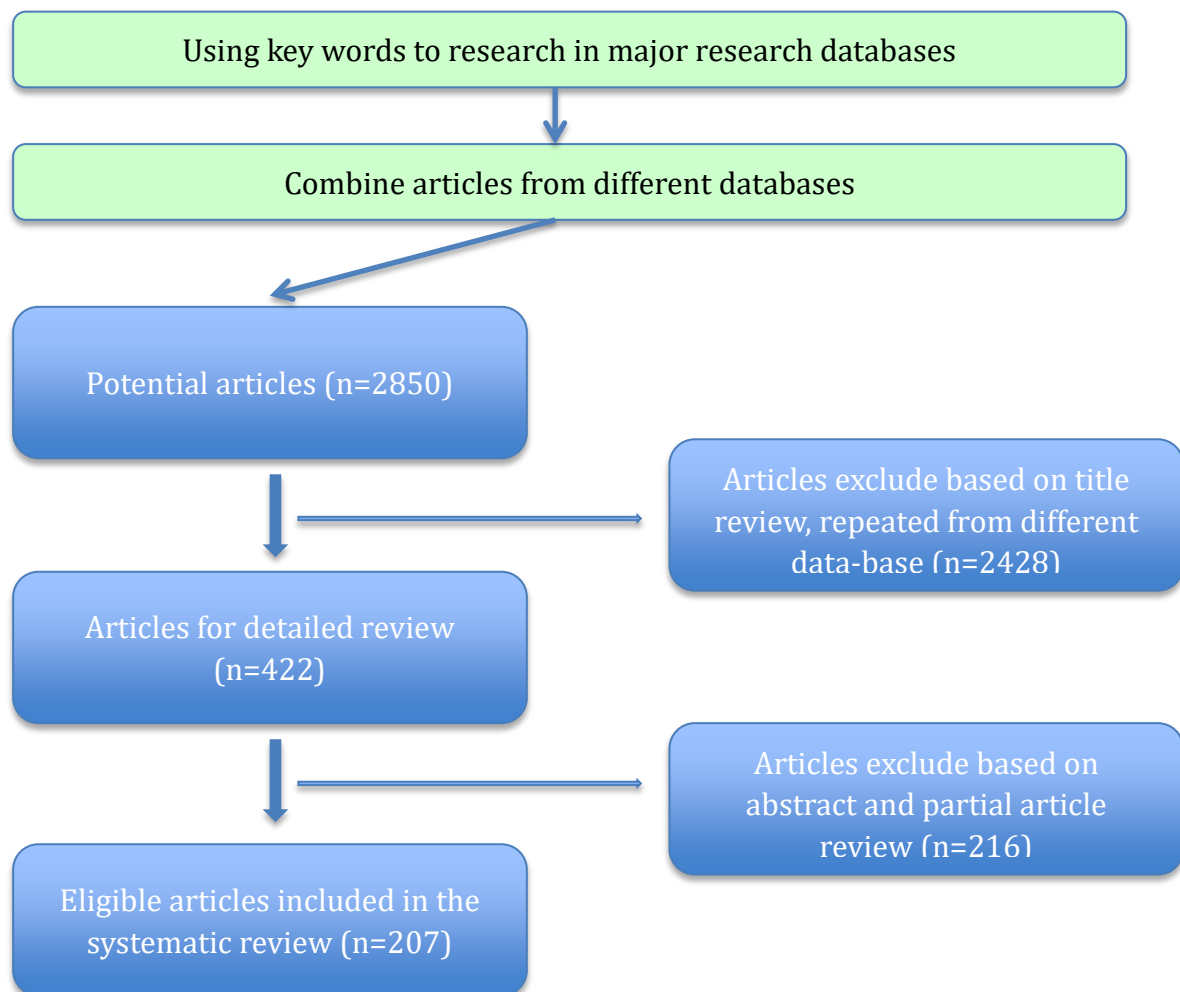 Using key words to research in major research databases
Combine articles from different databases
Potential articles (n=2850)
Articles exclude based on title
review, repeated from different
data-base (n=2428)
Articles for detailed review
(n=422)
Articles exclude based on
abstract and partial article
review (n=216)
Eligible articles included in the
systematic review (n=207)